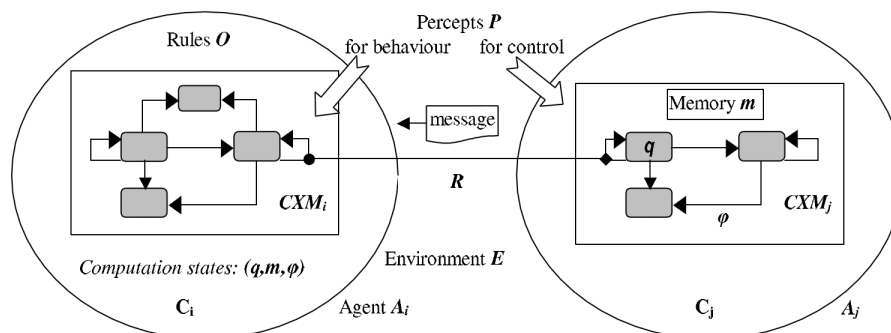 Percepts P
Rules O
for behaviour
for control
Memory m
message
q
R
CXMi
φ
CXMj
Environment E
Computation states: (q,m,φ)
Ci
Agent Ai
Cj
Aj